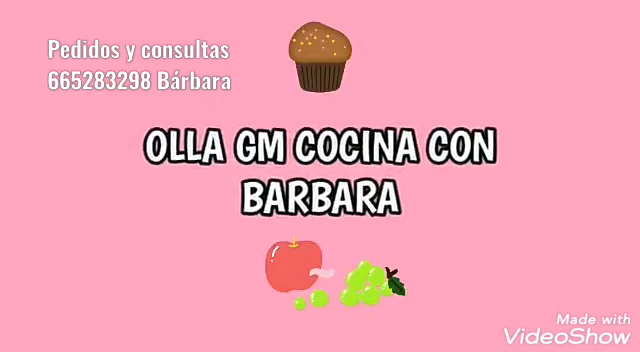 Pedidos y consultas
665283298 Bárbara
OLLA GM COCINA CON
BARBARA
Made with
VideoShow